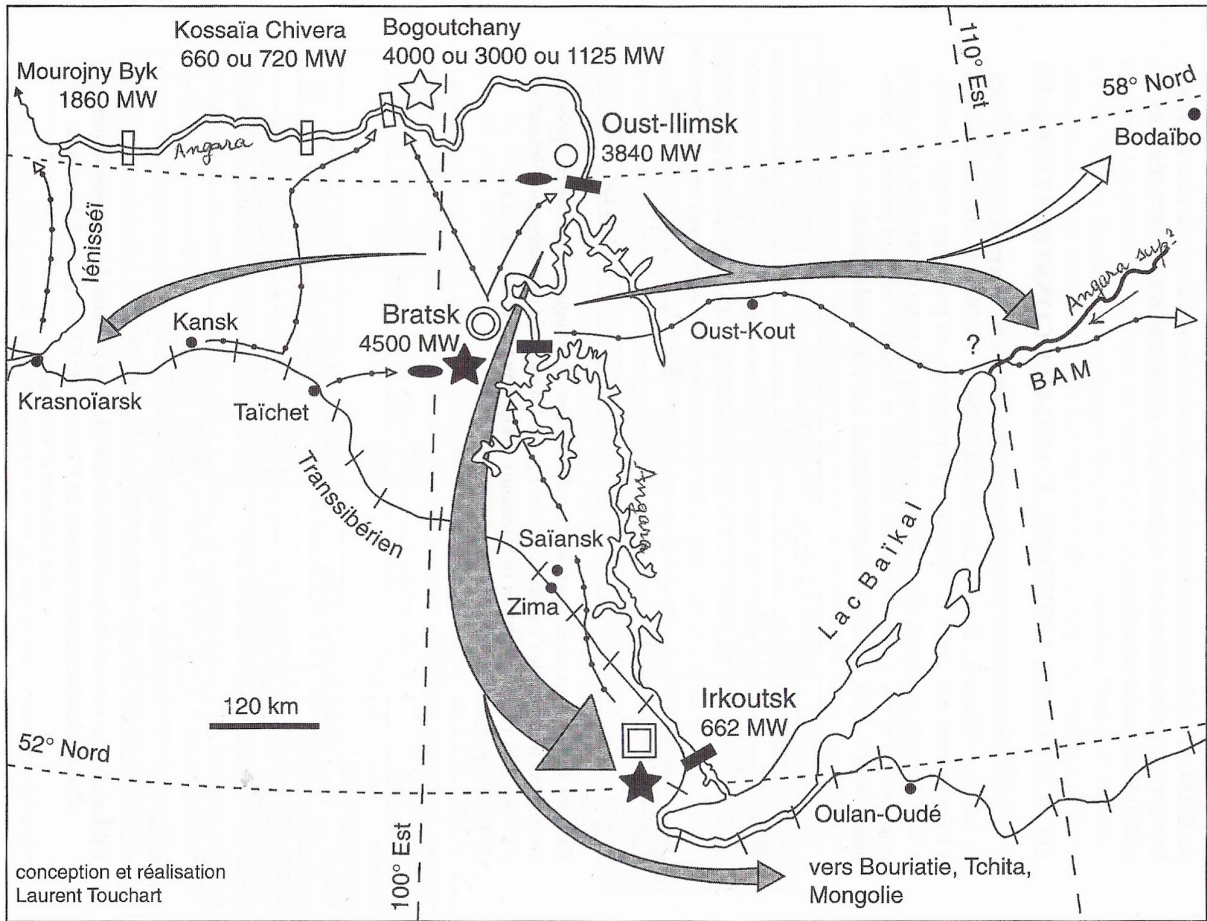 Kossaïa Chivera
660 ou 720 MW
Bogoutchany
4000 ou 3000 ou 1125 MW
Mourojny Byk
1860 MW
110° Est
58° Nord
Bodaïbo
Oust-Ilimsk
3840 MW
Angara
Iénisseï
Angara sup?
Kansk
Bratsk
4500 MW
Oust-Kout
?
BAM
Krasnoïarsk
Taïchet
Transsibérien
Angara
Saïansk
Zima
Lac Baïkal
120 km
Irkoutsk
662 MW
52° Nord
Oulan-Oudé
100° Est
conception et réalisation
Laurent Touchart
vers Bouriatie, Tchita,
Mongolie